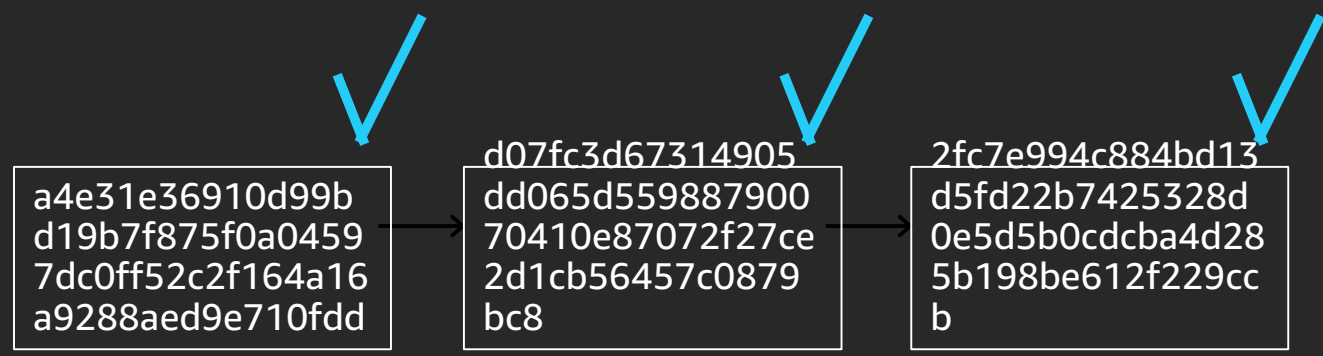 a4e31e36910d99b
d19b7f875f0a0459
7dc0ff52c2f164a16
a9288aed9e710fdd
d07fc3d67314905
dd065d559887900
70410e87072f27ce
2d1cb56457c0879
bc8
2fc7e994c884bd13
d5fd22b7425328d
0e5d5b0cdcba4d28
5b198be612f229cc
b